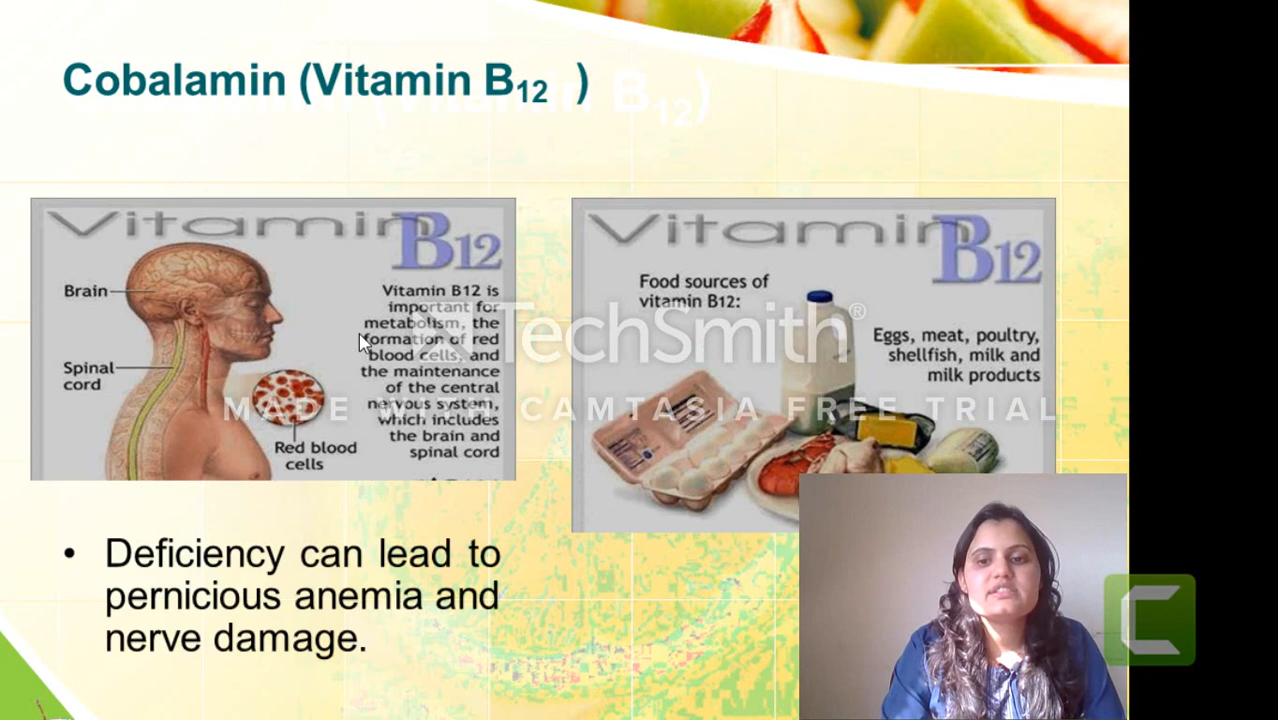 Cobalamin (Vitamin B12 )
Vitamin B12
Brain
Spinal
cord
Red blood
cells
Vitamin B12 is
important for
metabolism, the
formation of red
blood cells, and
the maintenance
of the central
nervous system,
which includes
the brain and
spinal cord
Vitamin B12
Food sources of
vitamin B12:
Eggs, meat, poultry,
shellfish, milk and
milk products
TechSmith®
MADE WITH CAMTASIA FREE TRIAL
• Deficiency can lead to
pernicious anemia and
nerve damage.